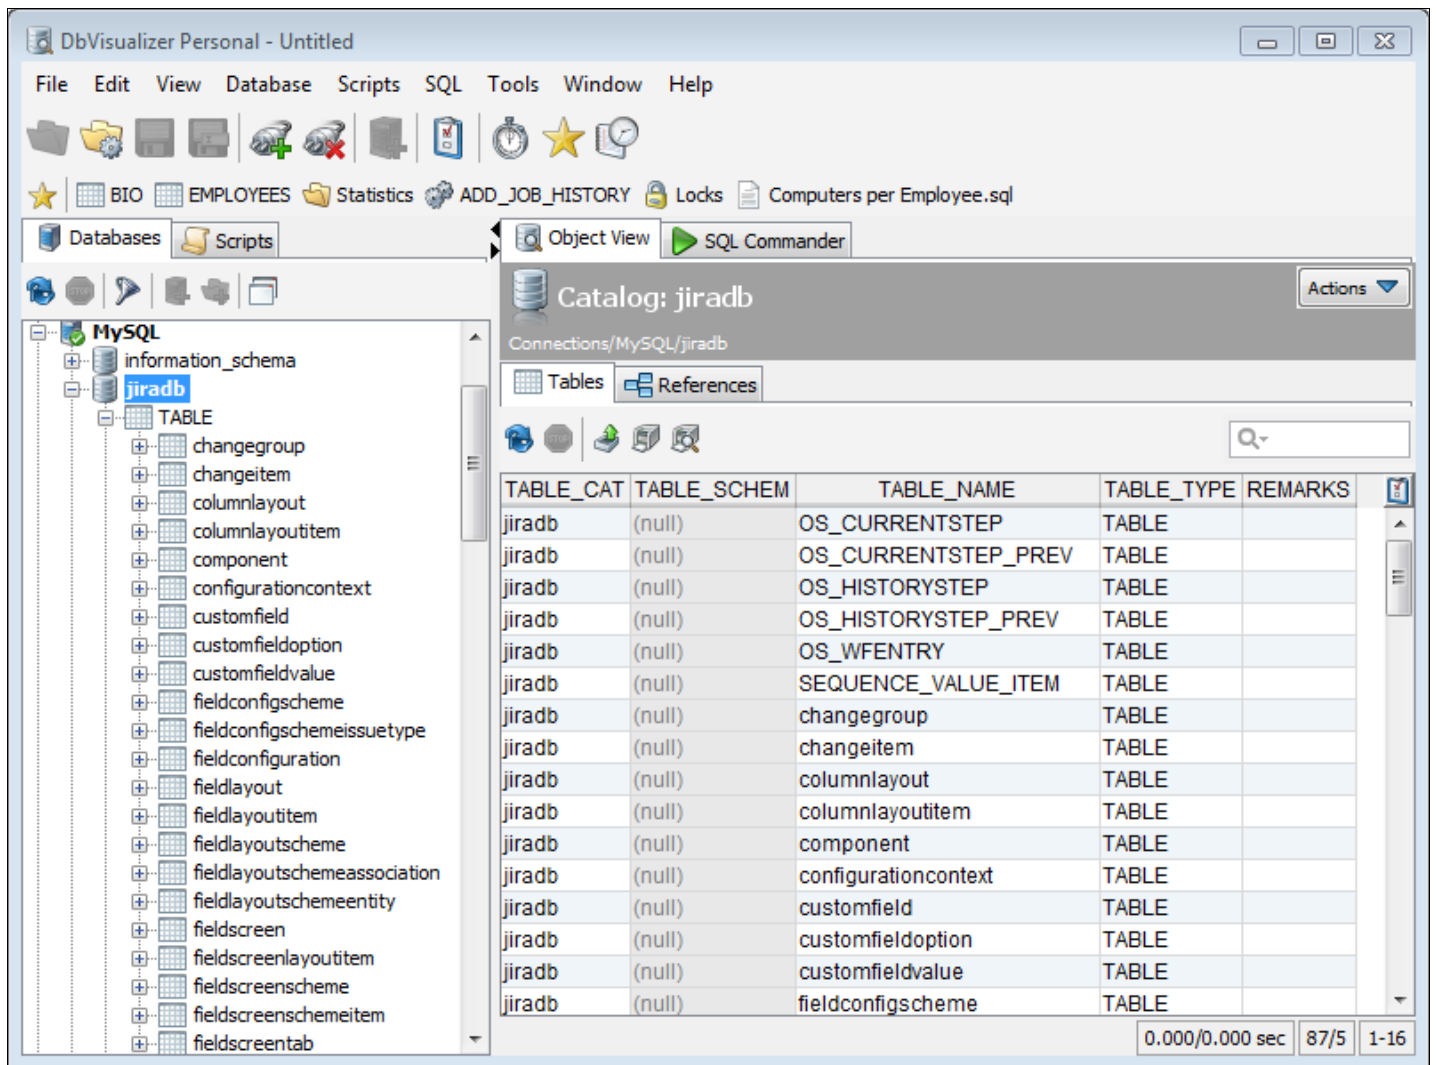 DbVisualizer Personal - Untitled
File Edit View Database Scripts SQL Tools Window Help
BIO EMPLOYEES Statistics ADD_JOB_HISTORY Locks Computers per Employee.sql
Databases Scripts
MySQL
information_schema
jiradb
TABLE
changegroup
changeitem
columnlayout
columnlayoutitem
component
configurationcontext
customfield
customfieldoption
customfieldvalue
fieldconfigscheme
fieldconfigschemeissuetype
fieldconfiguration
fieldlayout
fieldlayoutitem
fieldlayoutscheme
fieldlayoutschemeassociation
fieldlayoutschemeentity
fieldscreen
fieldscreenlayoutitem
fieldscreenscheme
fieldscreenschemeitem
fieldscreentab
Object View SQL Commander
Catalog: jiradb Actions
Connections/MySQL/jiradb
Tables References
TABLE_CAT TABLE_SCHEM TABLE_NAME TABLE_TYPE REMARKS
jiradb (null) OS_CURRENTSTEP TABLE
jiradb (null) OS_CURRENTSTEP_PREV TABLE
jiradb (null) OS_HISTORYSTEP TABLE
jiradb (null) OS_HISTORYSTEP_PREV TABLE
jiradb (null) OS_WFENTRY TABLE
jiradb (null) SEQUENCE_VALUE_ITEM TABLE
jiradb (null) changegroup TABLE
jiradb (null) changeitem TABLE
jiradb (null) columnlayout TABLE
jiradb (null) columnlayoutitem TABLE
jiradb (null) component TABLE
jiradb (null) configurationcontext TABLE
jiradb (null) customfield TABLE
jiradb (null) customfieldoption TABLE
jiradb (null) customfieldvalue TABLE
jiradb (null) fieldconfigscheme TABLE
0.000/0.000 sec 87/5 1-16